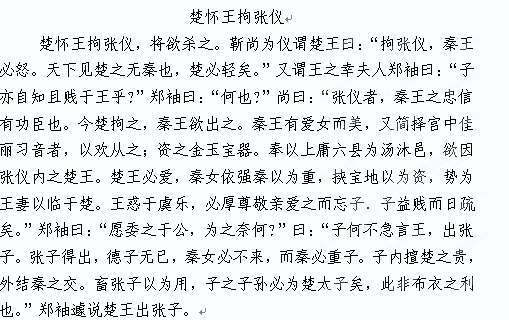 楚怀王拘张仪
楚怀王拘张仪，将欲杀之。靳尚为仪谓楚王曰：“拘张仪，秦王
必怒。天下见楚之无秦也，楚必轻矣。”又谓王之幸夫人郑袖曰：“子
亦自知且贱于王乎？”郑袖曰：“何也？”尚曰：“张仪者，秦王之忠信
有功臣也。今楚拘之，秦王欲出之。秦王有爱女而美，又简择宫中佳
丽习音者，以欢从之；资之金玉宝器。奉以上庸六县为汤沐邑，欲因
张仪内之楚王。楚王必爱，秦女依强秦以为重，挟宝地以为资，势为
王妻以临于楚。王惑于虞乐，必厚尊敬亲爱之而忘子．子益贱而日疏
矣。”郑袖曰：“愿委之于公，为之奈何？”曰：“子何不急言王，出张
子。张子得出，德子无已，秦女必不来，而秦必重子。子内擅楚之贵，
外结秦之交。畜张子以为用，子之子孙必为楚太子矣，此非布衣之利
也。”郑袖遽说楚王出张子。